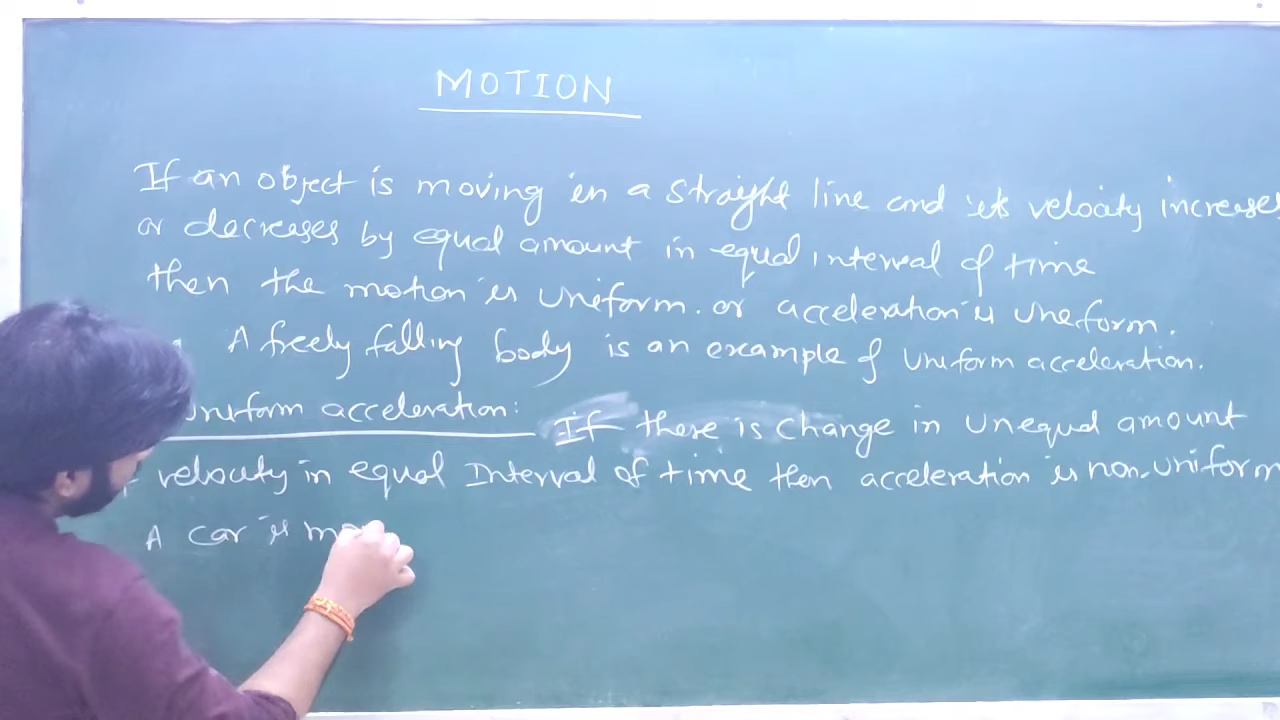 MOTION
If an object is moving in a straight line and its velocity increases
or decreases by equal amount in equal interval of time
then the motion is uniform. or acceleration is uniform.
A freely falling body is an example of uniform acceleration.
uniform acceleration: If there is change in unequal amount
velocity in equal Interval of time then acceleration is non-uniform
A car is